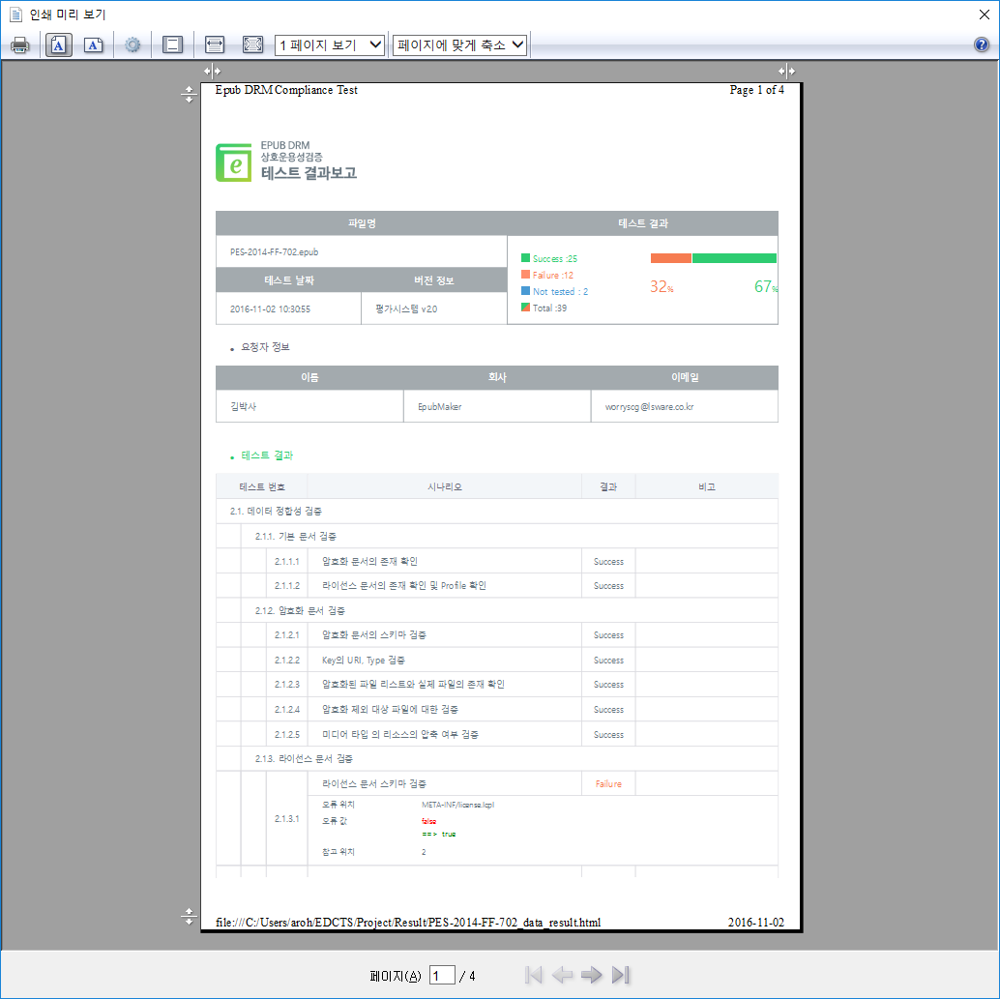 인쇄 미리 보기
1 페이지 보기 페이지에 맞게 축소
Epub DRM Compliance Test Page 1 of 4
EPUB DRM
상호운용성검증
테스트 결과보고
파일명 테스트 결과
PES-2014-FF-702.epub
Success :25
Failure :12
Not tested : 2
Total :39
32% 67%
테스트 날짜 버전 정보
2016-11-02 10:30:55 평가시스템 v2.0
• 요청자 정보
이름 회사 이메일
김박사 EpubMaker worryscg@lsware.co.kr
• 테스트 결과
테스트 번호 시나리오 결과 비고
2.1. 데이터 정합성 검증
2.1.1. 기본 문서 검증
2.1.1.1 암호화 문서의 존재 확인 Success
2.1.1.2 라이선스 문서의 존재 확인 및 Profile 확인 Success
2.1.2. 암호화 문서 검증
2.1.2.1 암호화 문서의 스키마 검증 Success
2.1.2.2 Key의 URI, Type 검증 Success
2.1.2.3 암호화된 파일 리스트와 실제 파일의 존재 확인 Success
2.1.2.4 암호화 제외 대상 파일에 대한 검증 Success
2.1.2.5 미디어 타입 의 리소스의 압축 여부 검증 Success
2.1.3. 라이선스 문서 검증
2.1.3.1 라이선스 문서 스키마 검증 Failure
오류 위치 META-INF/license.lcpl
오류 값 false
==> true
참고 위치 2
file:///C:/Users/aroh/EDCTS/Project/Result/PES-2014-FF-702_data_result.html 2016-11-02
페이지(A) 1 / 4